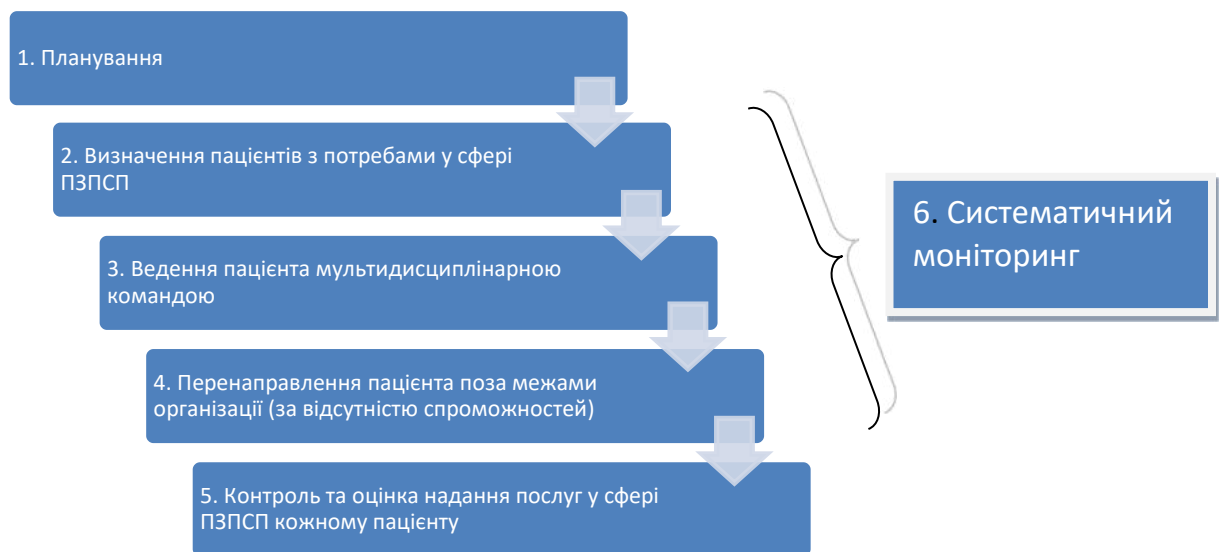 1. Планування
2. Визначення пацієнтів з потребами у сфері
ПЗПСП
3. Ведення пацієнта мультидисциплінарною
командою
4. Перенаправлення пацієнта поза межами
організації (за відсутністю спроможностей)
5. Контроль та оцінка надання послуг у сфері
ПЗПСП кожному пацієнту
6. Систематичний
моніторинг